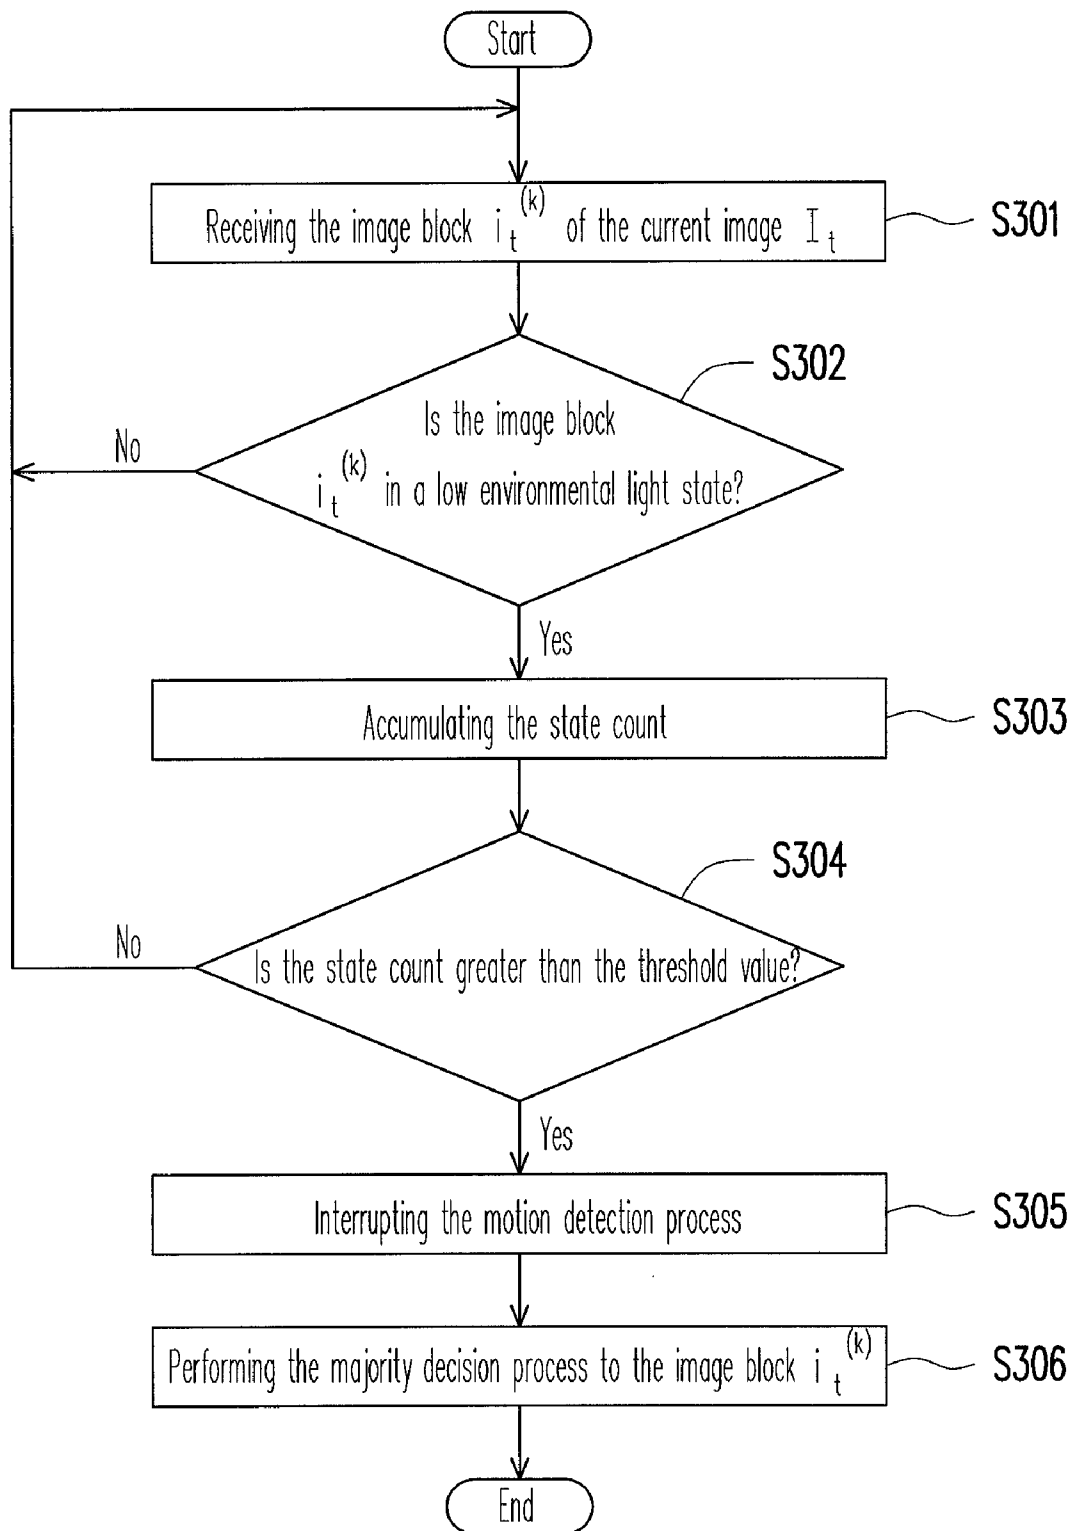 Start
Receiving the image block i_t^(k) of the current image I_t
S301
S302
Is the image block
i_t^(k) in a low environmental light state?
No
Yes
Accumulating the state count
S303
S304
Is the state count greater than the threshold value?
No
Yes
Interrupting the motion detection process
S305
Performing the majority decision process to the image block i_t^(k)
S306
End